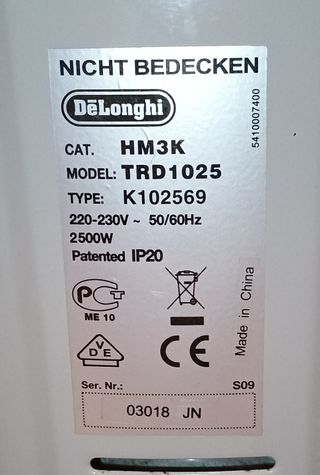 NICHT BEDECKEN
DeLonghi
5410007400
CAT. HM3K
MODEL: TRD1025
TYPE: K102569
220-230V ~ 50/60Hz
2500W
Patented IP20
PCT
ME 10
VDE
CE
Made in China
Ser. Nr.: S09
03018 JN